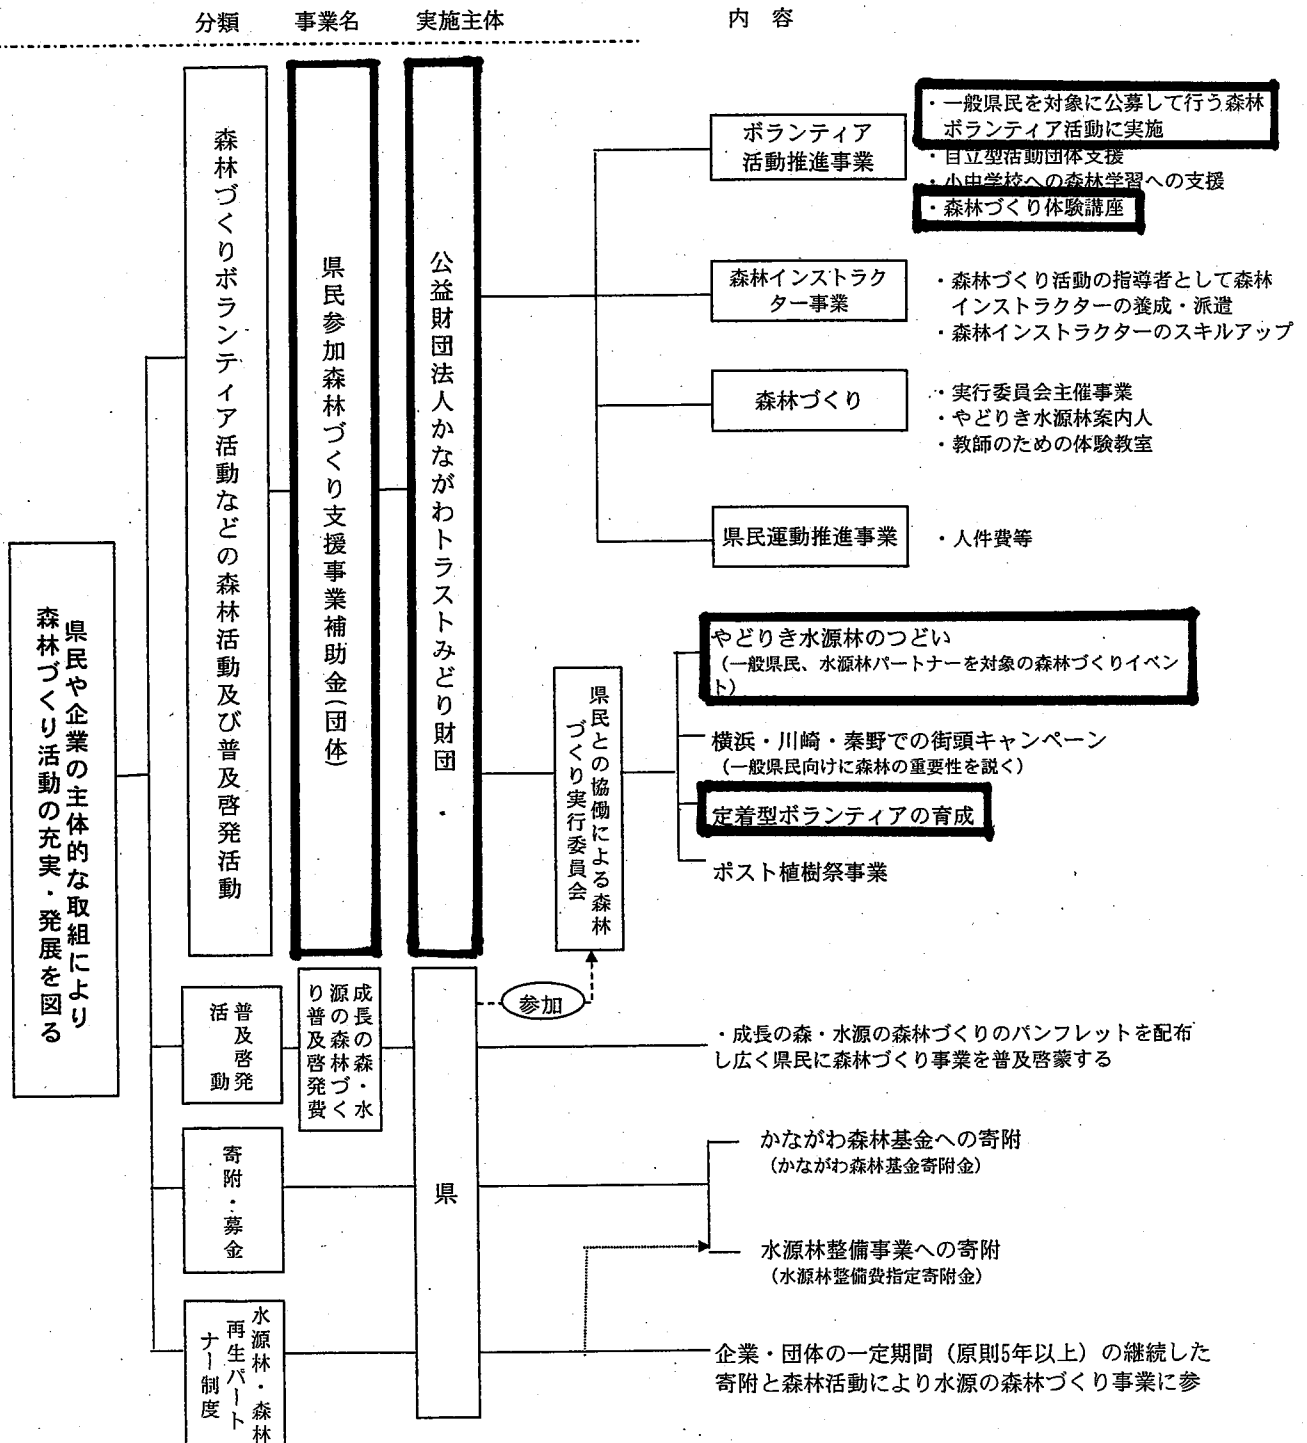 分類
事業名
実施主体
内 容
県民や企業の主体的な取組により
森林づくり活動の充実・発展を図る
森林づくりボランティア活動などの森林活動及び普及啓発活動
県民参加森林づくり支援事業補助金(団体)
公益財団法人かながわトラストみどり財団
ボランティア
活動推進事業
・一般県民を対象に公募して行う森林
ボランティア活動に実施
・自立型活動団体支援
・小中学校への森林学習への支援
・森林づくり体験講座
森林インストラク
ター事業
・森林づくり活動の指導者として森林
インストラクターの養成・派遣
・森林インストラクターのスキルアップ
森林づくり
・実行委員会主催事業
・やどりき水源林案内人
・教師のための体験教室
県民運動推進事業
・人件費等
県民との協働による森林
づくり実行委員会
やどりき水源林のつどい
(一般県民、水源林パートナーを対象の森林づくりイベン
ト)
横浜・川崎・秦野での街頭キャンペーン
(一般県民向けに森林の重要性を説く)
定着型ボランティアの育成
ポスト植樹祭事業
普及啓発
活動
成長の森・水
源の森林づく
り普及啓発費
県
参加
・成長の森・水源の森林づくりのパンフレットを配布
し広く県民に森林づくり事業を普及啓蒙する
寄附・募金
かながわ森林基金への寄附
(かながわ森林基金寄附金)
水源林整備事業への寄附
(水源林整備費指定寄附金)
水源林・森林
再生パート
ナー制度
企業・団体の一定期間(原則5年以上)の継続した
寄附と森林活動により水源の森林づくり事業に参